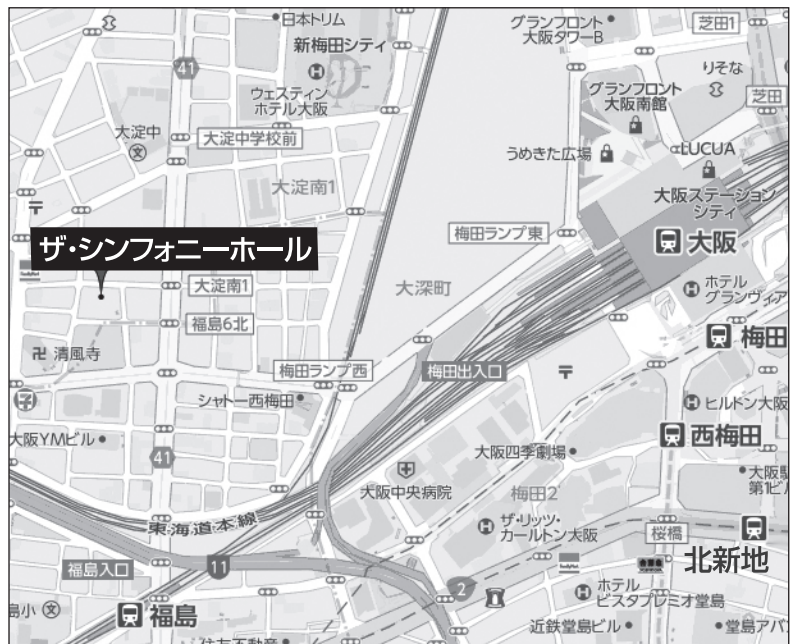 日本トリム
新梅田シティ
グランフロント
大阪タワーB
芝田1
41
ウェスティン
ホテル大阪
りそな
グランフロント
大阪南館
芝田
大淀中
文
大淀中学校前
うめきた広場
LUCUA
大淀南1
大阪ステーション
シティ
梅田ランプ東
大阪
ザ・シンフォニーホール
FamilyMart
大淀南1
大深町
ホテル
グランヴィア
福島6北
梅田
清風寺
梅田ランプ西
梅田出入口
シャトー西梅田
ヒルトン大阪
西梅田
大阪YMビル
41
大阪四季劇場
大阪中央病院
梅田2
第1ビ
東海道本線
ザ・リッツ・
カールトン大阪
桜橋
北新地
福島入口
11
2
ホテル
ビスタプレミオ堂島
島小
文
福島
近鉄堂島ビル
堂島アバ
住友不動産